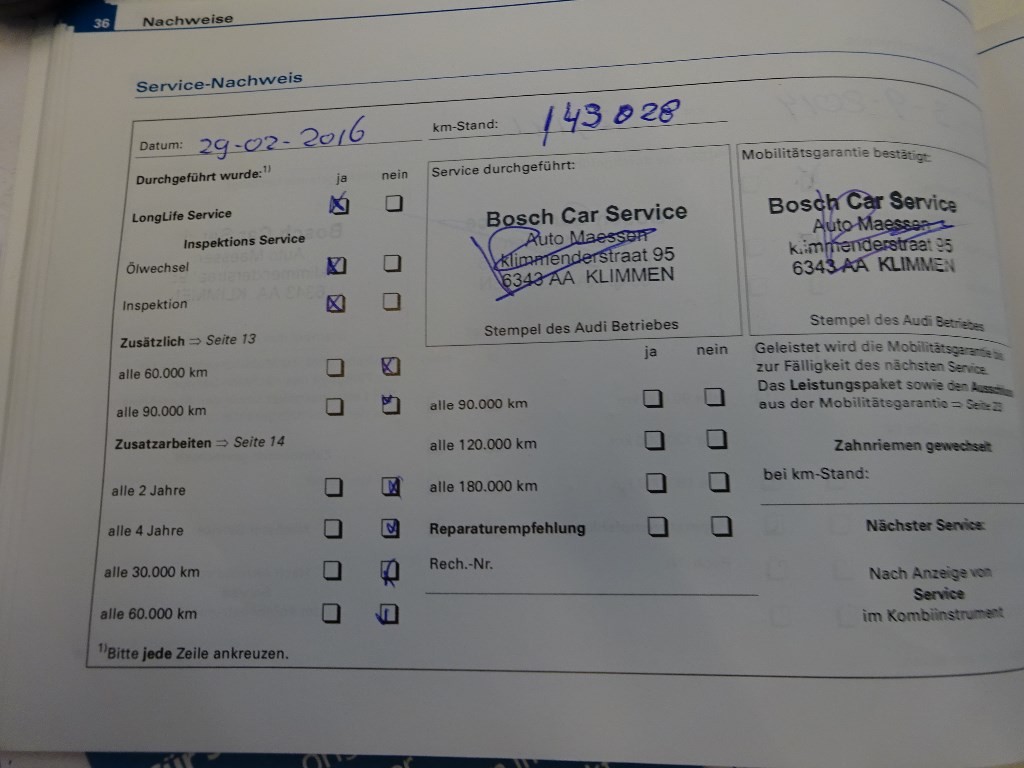 36 Nachweise
Service-Nachweis
Datum: 29-02-2016 km-Stand: 143028
Durchgeführt wurde:1) ja nein
LongLife Service
Inspektions Service
Ölwechsel
Inspektion
Zusätzlich ⇒ Seite 13
alle 60.000 km
alle 90.000 km
Zusatzarbeiten ⇒ Seite 14
alle 2 Jahre
alle 4 Jahre
alle 30.000 km
alle 60.000 km
1)Bitte jede Zeile ankreuzen.
Service durchgeführt:
Bosch Car Service
Auto Maessen
Klimmenderstraat 95
6343 AA KLIMMEN
Stempel des Audi Betriebes
ja nein
alle 90.000 km
alle 120.000 km
alle 180.000 km
Reparaturempfehlung
Rech.-Nr.
Mobilitätsgarantie bestätigt:
Bosch Car Service
Auto Maessen
Klimmenderstraat 95
6343 AA KLIMMEN
Stempel des Audi Betriebes
Geleistet wird die Mobilitätsgarantie bis
zur Fälligkeit des nächsten Service.
Das Leistungspaket sowie den Ausschluss
aus der Mobilitätsgarantie ⇒ Seite
Zahnriemen gewechselt
bei km-Stand:
Nächster Service:
Nach Anzeige von
Service
im Kombiinstrument